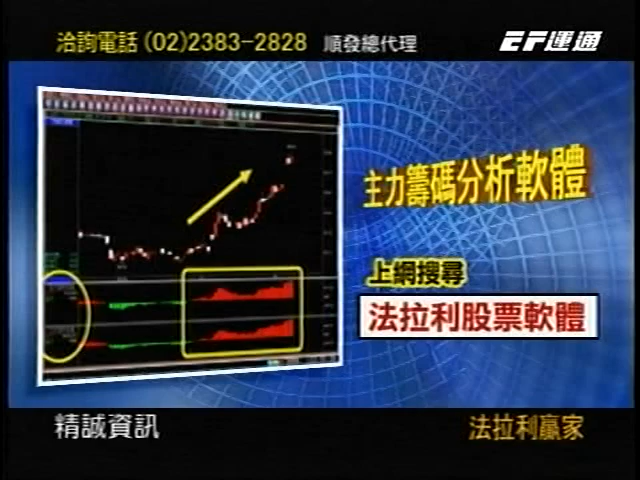 洽詢電話 (02)2383-2828 順發總代理 EF運通
主力籌碼分析軟體
上網搜尋
法拉利股票軟體
精誠資訊 法拉利贏家